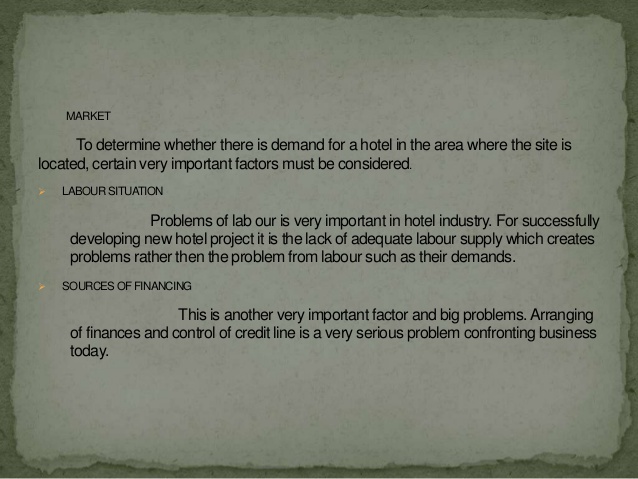 MARKET
To determine whether there is demand for a hotel in the area where the site is
located, certain very important factors must be considered.
LABOUR SITUATION
Problems of lab our is very important in hotel industry. For successfully
developing new hotel project it is the lack of adequate labour supply which creates
problems rather then the problem from labour such as their demands.
SOURCES OF FINANCING
This is another very important factor and big problems. Arranging
of finances and control of credit line is a very serious problem confronting business
today.